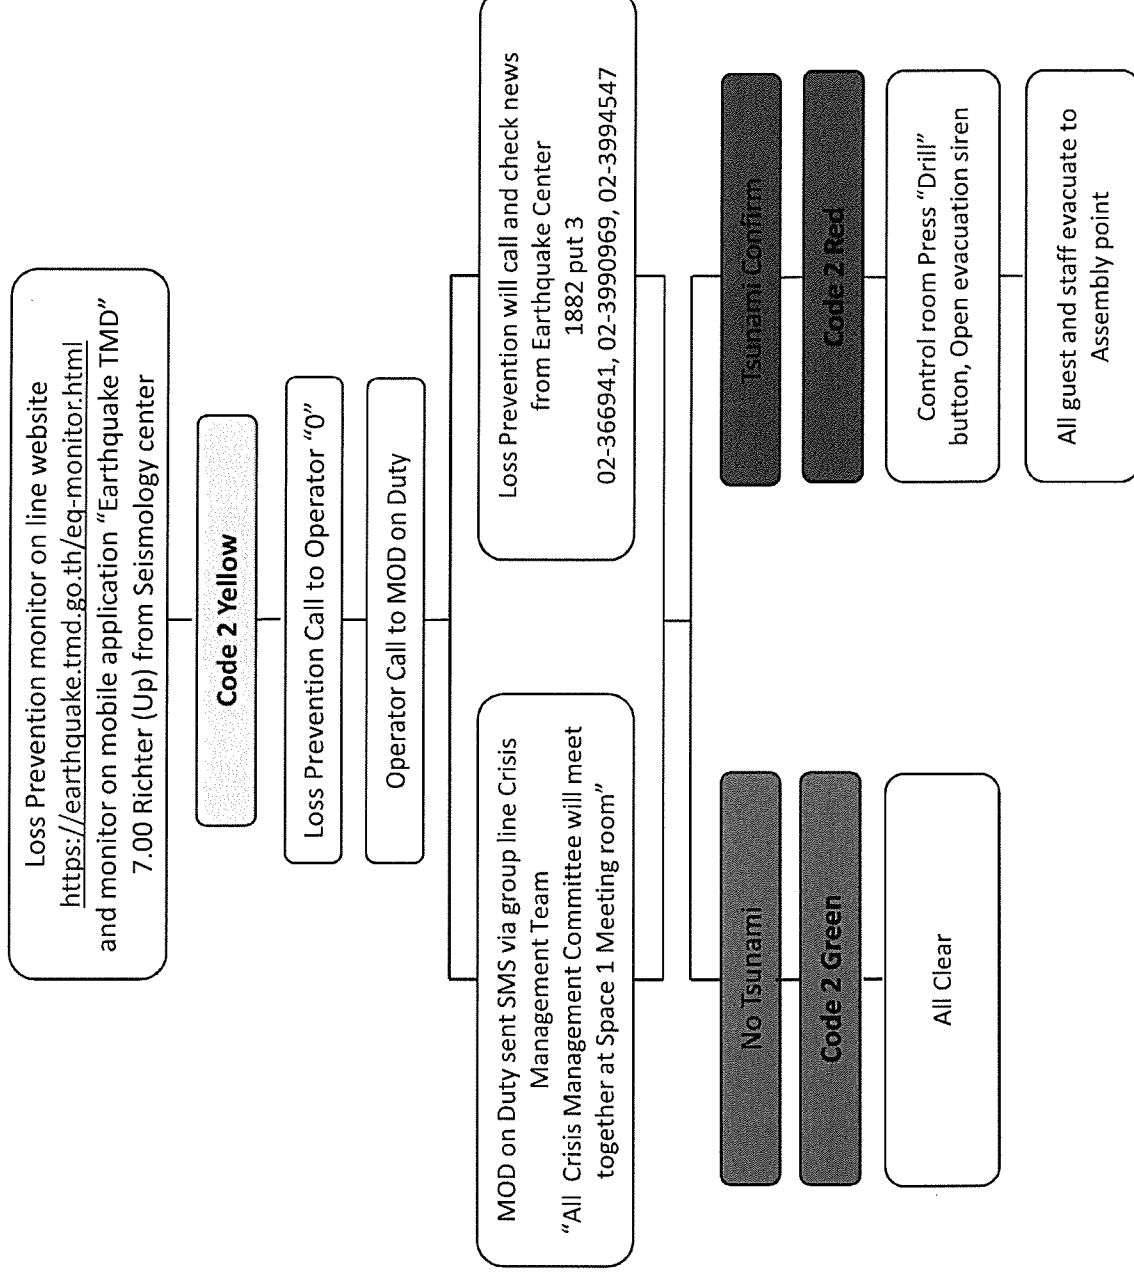 Loss Prevention monitor on line website
https://earthquake.tmd.go.th/eq-monitor.html
and monitor on mobile application “Earthquake TMD”
7.00 Richter (Up) from Seismology center
Code 2 Yellow
Loss Prevention Call to Operator “0”
Operator Call to MOD on Duty
MOD on Duty sent SMS via group line Crisis
Management Team
“All Crisis Management Committee will meet
together at Space 1 Meeting room”
Loss Prevention will call and check news
from Earthquake Center
1882 put 3
02-366941, 02-3990969, 02-3994547
No Tsunami
Code 2 Green
All Clear
Tsunami Confirm
Code 2 Red
Control room Press “Drill”
button, Open evacuation siren
All guest and staff evacuate to
Assembly point